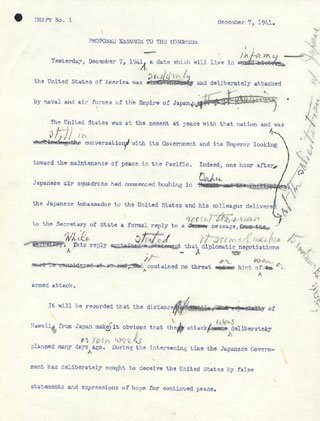 DRAFT No. 1
December 7, 1941.
PROPOSED MESSAGE TO THE CONGRESS
infamy
Yesterday, December 7, 1941, a date which will live in
suddenly
the United States of America was and deliberately attacked
by naval and air forces of the Empire of Japan
The United States was at the moment at peace with that nation and was
still in
conversations with its Government and its Emperor looking
toward the maintenance of peace in the Pacific. Indeed, one hour after
Oahu
Japanese air squadrons had commenced bombing in
the Japanese Ambassador to the United States and his colleague delivered
to the Secretary of State a formal reply to a message,
While stated it seemed useless
This reply that diplomatic negotiations
it or war or
contained no threat hint of
armed attack.
It will be recorded that the distance
Hawaii, from Japan make it obvious that the attack deliberately
or even weeks
planned many days ago. During the intervening time the Japanese Govern-
ment has deliberately sought to deceive the United States by false
statements and expressions of hope for continued peace.
at the solicitation of Japan